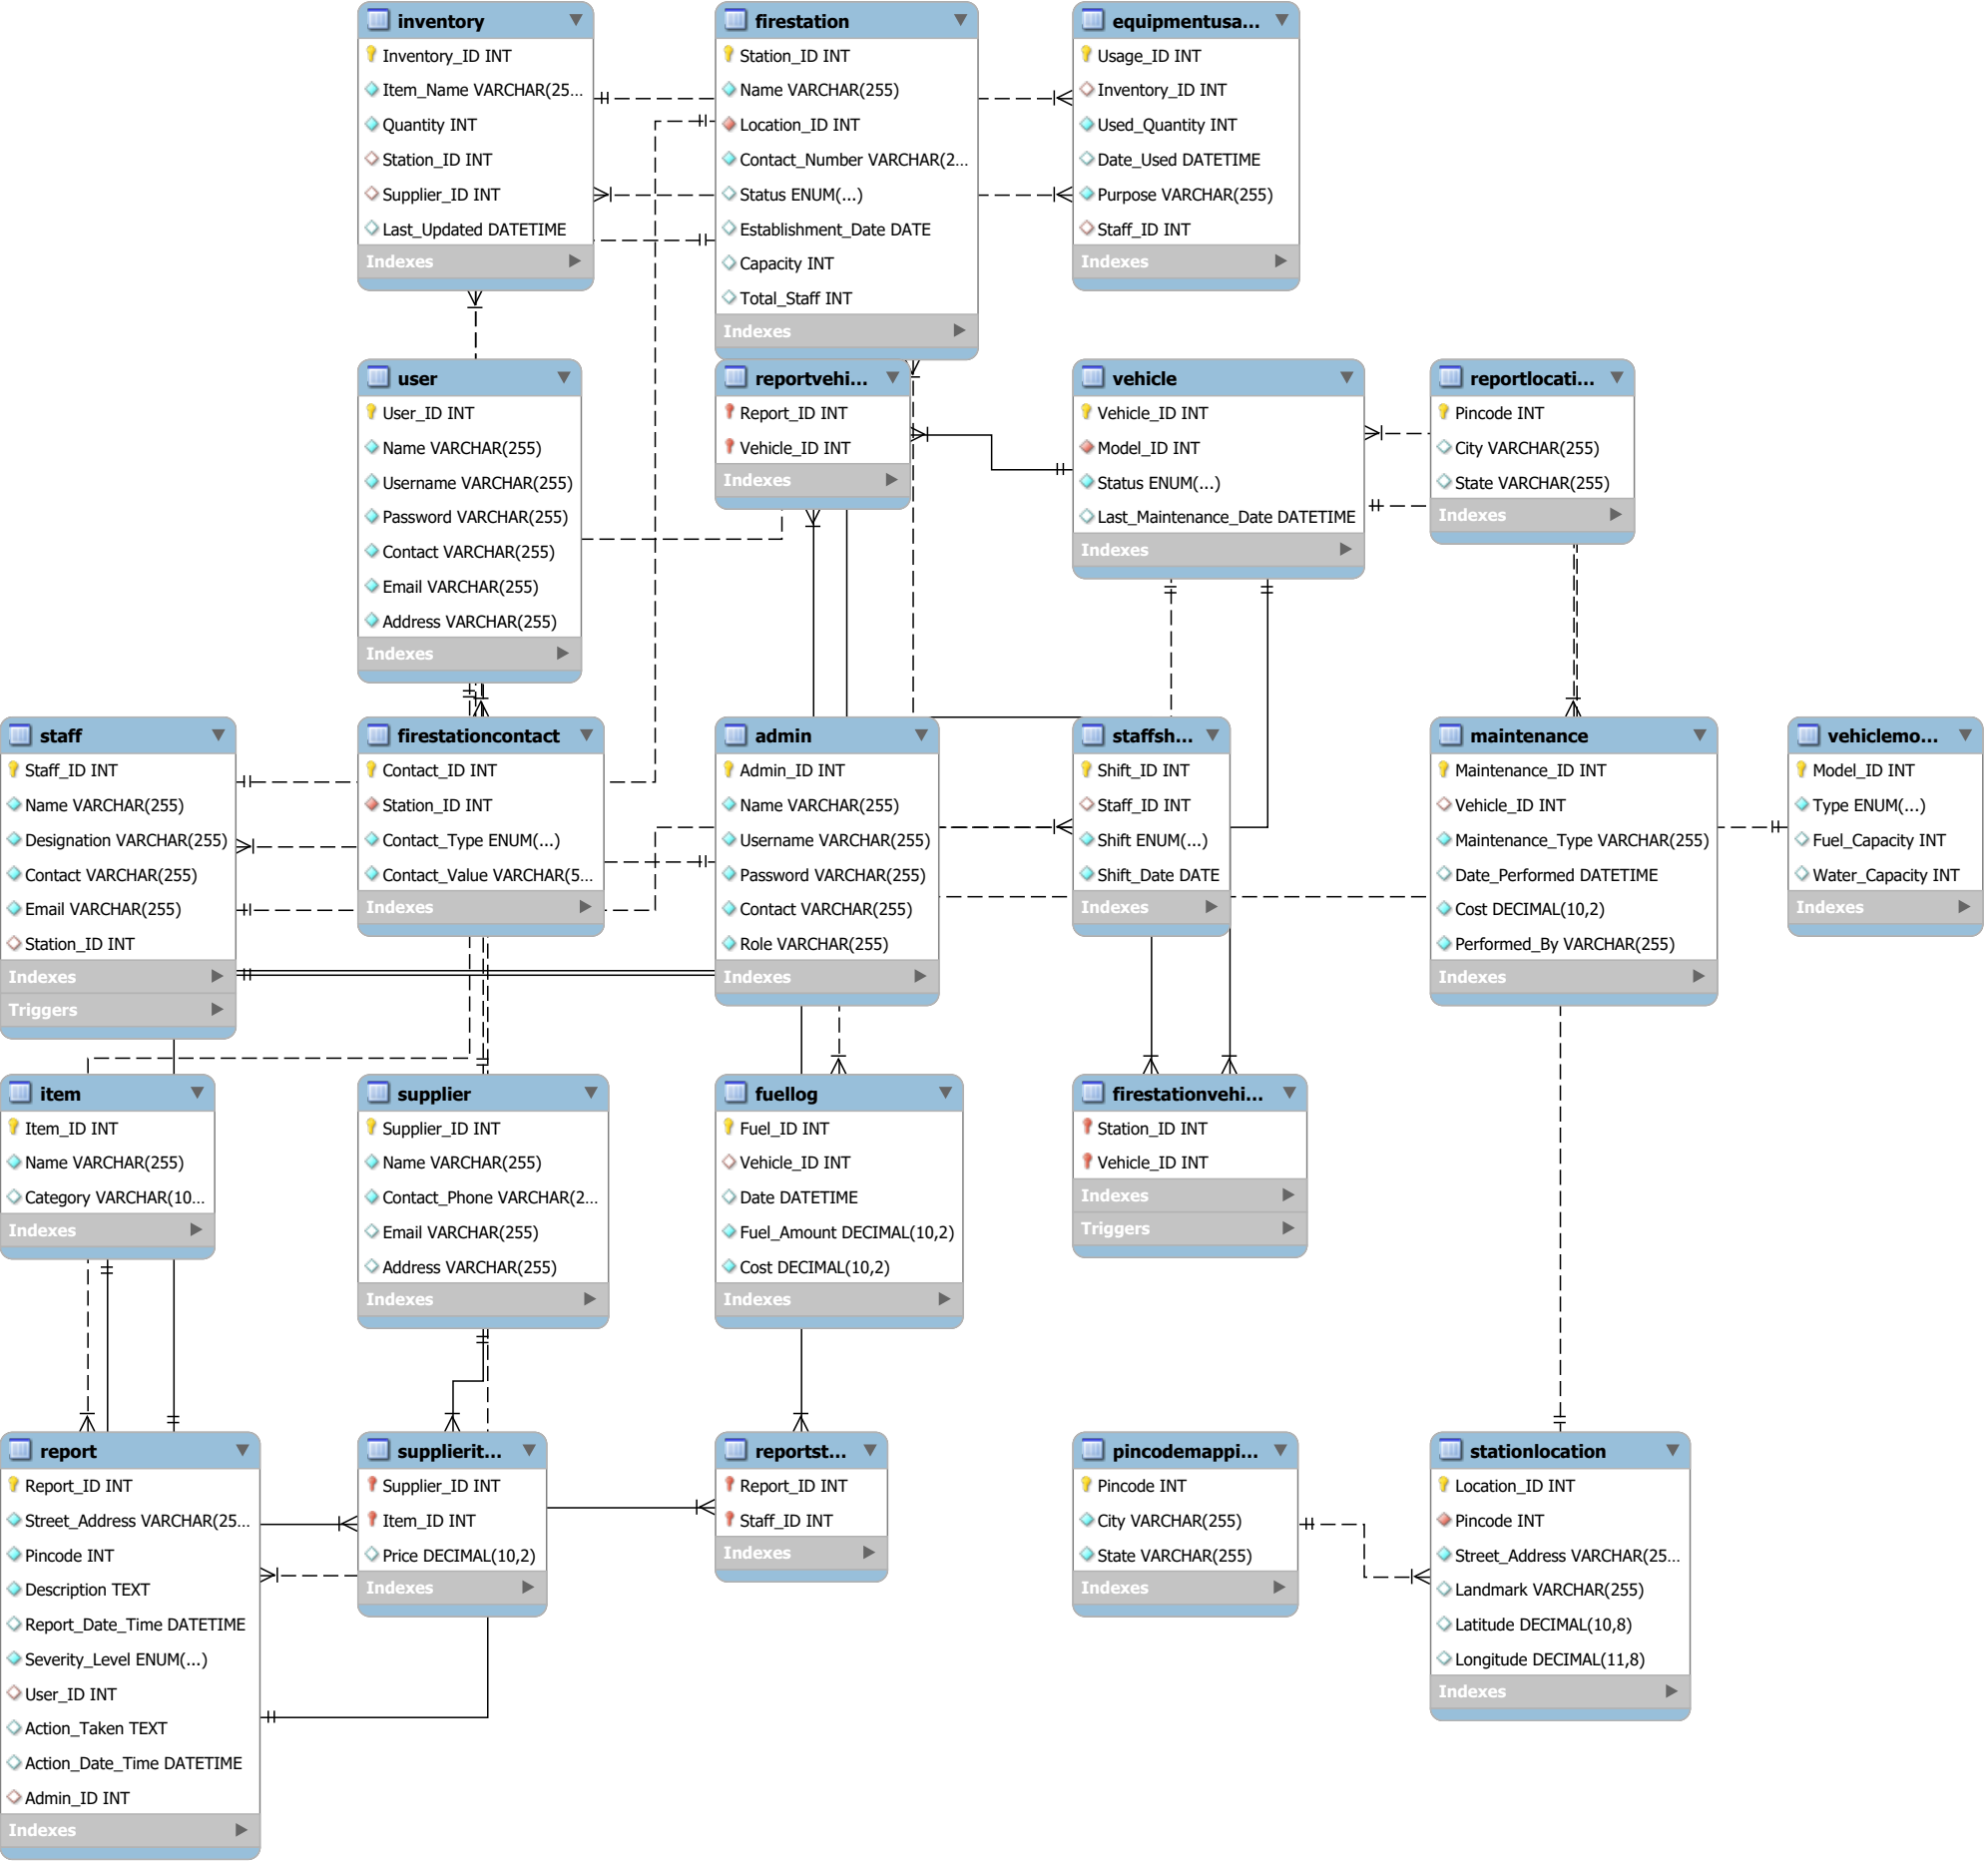 inventory
Inventory_ID INT
Item_Name VARCHAR(25...
Quantity INT
Station_ID INT
Supplier_ID INT
Last_Updated DATETIME
Indexes
firestation
Station_ID INT
Name VARCHAR(255)
Location_ID INT
Contact_Number VARCHAR(2...
Status ENUM(...)
Establishment_Date DATE
Capacity INT
Total_Staff INT
Indexes
equipmentusa...
Usage_ID INT
Inventory_ID INT
Used_Quantity INT
Date_Used DATETIME
Purpose VARCHAR(255)
Staff_ID INT
Indexes
user
User_ID INT
Name VARCHAR(255)
Username VARCHAR(255)
Password VARCHAR(255)
Contact VARCHAR(255)
Email VARCHAR(255)
Address VARCHAR(255)
Indexes
reportvehi...
Report_ID INT
Vehicle_ID INT
Indexes
vehicle
Vehicle_ID INT
Model_ID INT
Status ENUM(...)
Last_Maintenance_Date DATETIME
Indexes
reportlocati...
Pincode INT
City VARCHAR(255)
State VARCHAR(255)
Indexes
staff
Staff_ID INT
Name VARCHAR(255)
Designation VARCHAR(255)
Contact VARCHAR(255)
Email VARCHAR(255)
Station_ID INT
Indexes
Triggers
firestationcontact
Contact_ID INT
Station_ID INT
Contact_Type ENUM(...)
Contact_Value VARCHAR(5...
Indexes
admin
Admin_ID INT
Name VARCHAR(255)
Username VARCHAR(255)
Password VARCHAR(255)
Contact VARCHAR(255)
Role VARCHAR(255)
Indexes
staffsh...
Shift_ID INT
Staff_ID INT
Shift ENUM(...)
Shift_Date DATE
Indexes
maintenance
Maintenance_ID INT
Vehicle_ID INT
Maintenance_Type VARCHAR(255)
Date_Performed DATETIME
Cost DECIMAL(10,2)
Performed_By VARCHAR(255)
Indexes
vehiclemo...
Model_ID INT
Type ENUM(...)
Fuel_Capacity INT
Water_Capacity INT
Indexes
item
Item_ID INT
Name VARCHAR(255)
Category VARCHAR(10...
Indexes
supplier
Supplier_ID INT
Name VARCHAR(255)
Contact_Phone VARCHAR(2...
Email VARCHAR(255)
Address VARCHAR(255)
Indexes
fuellog
Fuel_ID INT
Vehicle_ID INT
Date DATETIME
Fuel_Amount DECIMAL(10,2)
Cost DECIMAL(10,2)
Indexes
firestationvehi...
Station_ID INT
Vehicle_ID INT
Indexes
Triggers
report
Report_ID INT
Street_Address VARCHAR(25...
Pincode INT
Description TEXT
Report_Date_Time DATETIME
Severity_Level ENUM(...)
User_ID INT
Action_Taken TEXT
Action_Date_Time DATETIME
Admin_ID INT
Indexes
supplierit...
Supplier_ID INT
Item_ID INT
Price DECIMAL(10,2)
Indexes
reportst...
Report_ID INT
Staff_ID INT
Indexes
pincodemappi...
Pincode INT
City VARCHAR(255)
State VARCHAR(255)
Indexes
stationlocation
Location_ID INT
Pincode INT
Street_Address VARCHAR(25...
Landmark VARCHAR(255)
Latitude DECIMAL(10,8)
Longitude DECIMAL(11,8)
Indexes